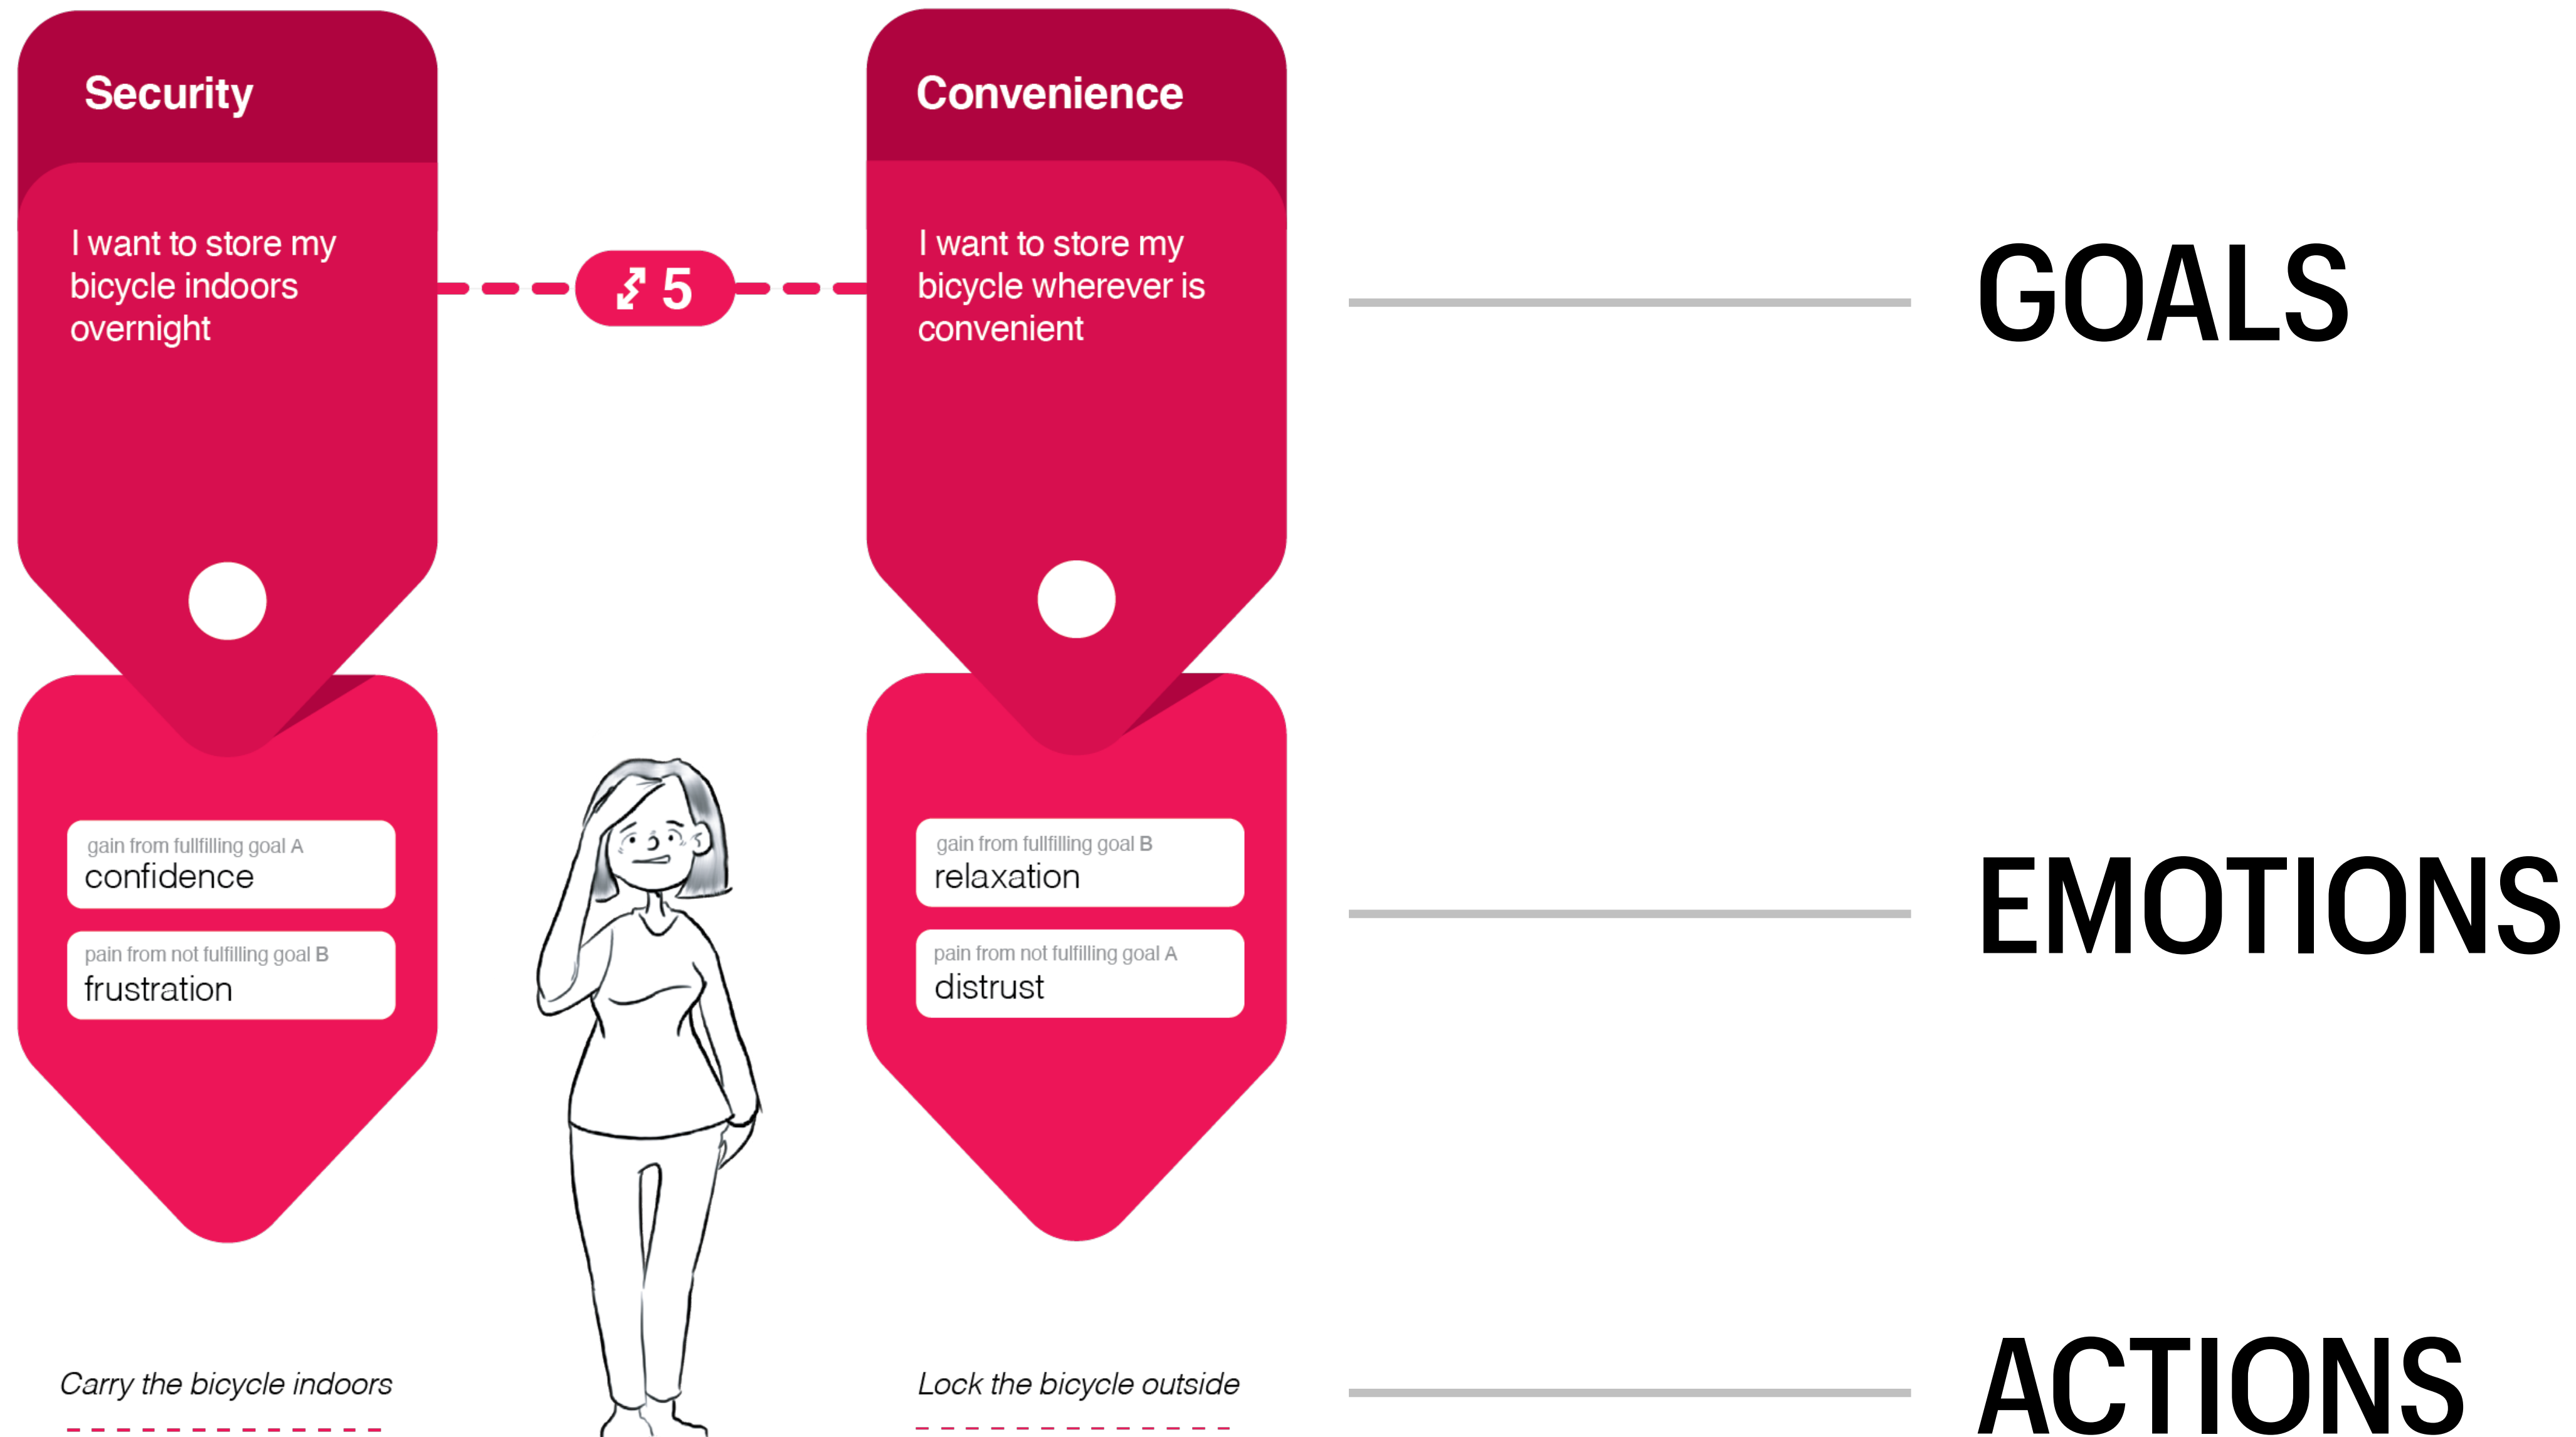 Security
I want to store my
bicycle indoors
overnight
5
Convenience
I want to store my
bicycle wherever is
convenient
GOALS
gain from fullfilling goal A
confidence
pain from not fulfilling goal B
frustration
gain from fullfilling goal B
relaxation
pain from not fulfilling goal A
distrust
EMOTIONS
Carry the bicycle indoors
Lock the bicycle outside
ACTIONS